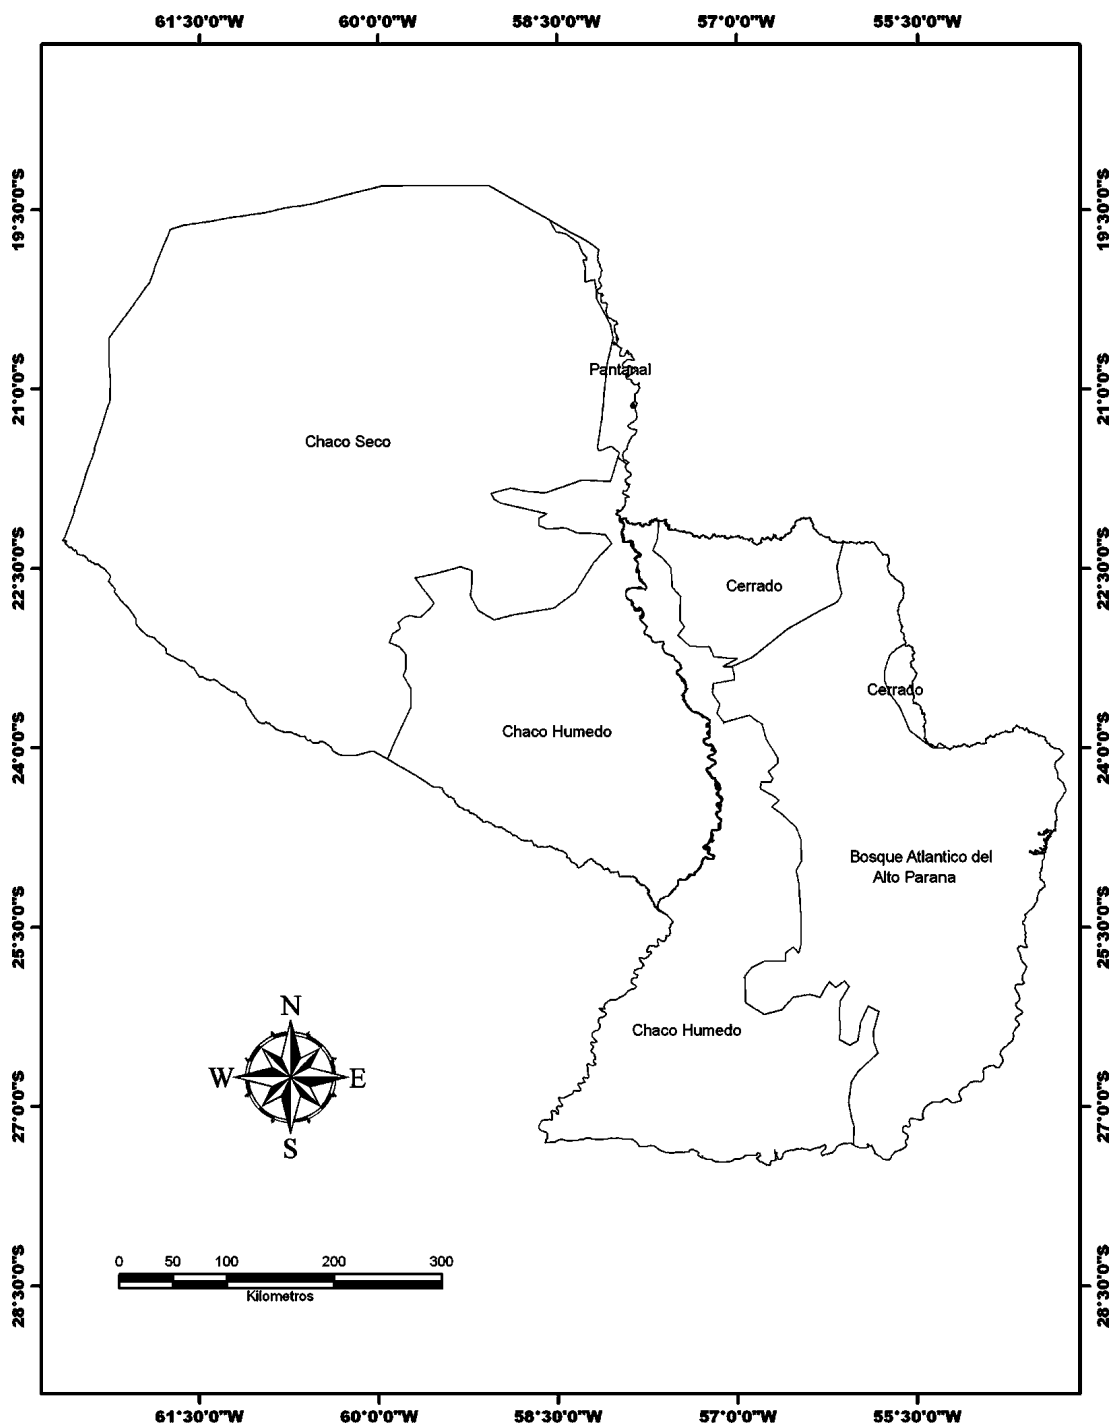 61°30'0"W 60°0'0"W 58°30'0"W 57°0'0"W 55°30'0"W
19°30'0"S 19°30'0"S
Pantanal
21°0'0"S 21°0'0"S
Chaco Seco
22°30'0"S 22°30'0"S
Cerrado
Cerrado
Chaco Humedo
24°0'0"S 24°0'0"S
Bosque Atlantico del
Alto Parana
25°30'0"S 25°30'0"S
N
Chaco Humedo
W E
27°0'0"S 27°0'0"S
S
0 50 100 200 300
28°30'0"S 28°30'0"S
Kilometros
61°30'0"W 60°0'0"W 58°30'0"W 57°0'0"W 55°30'0"W